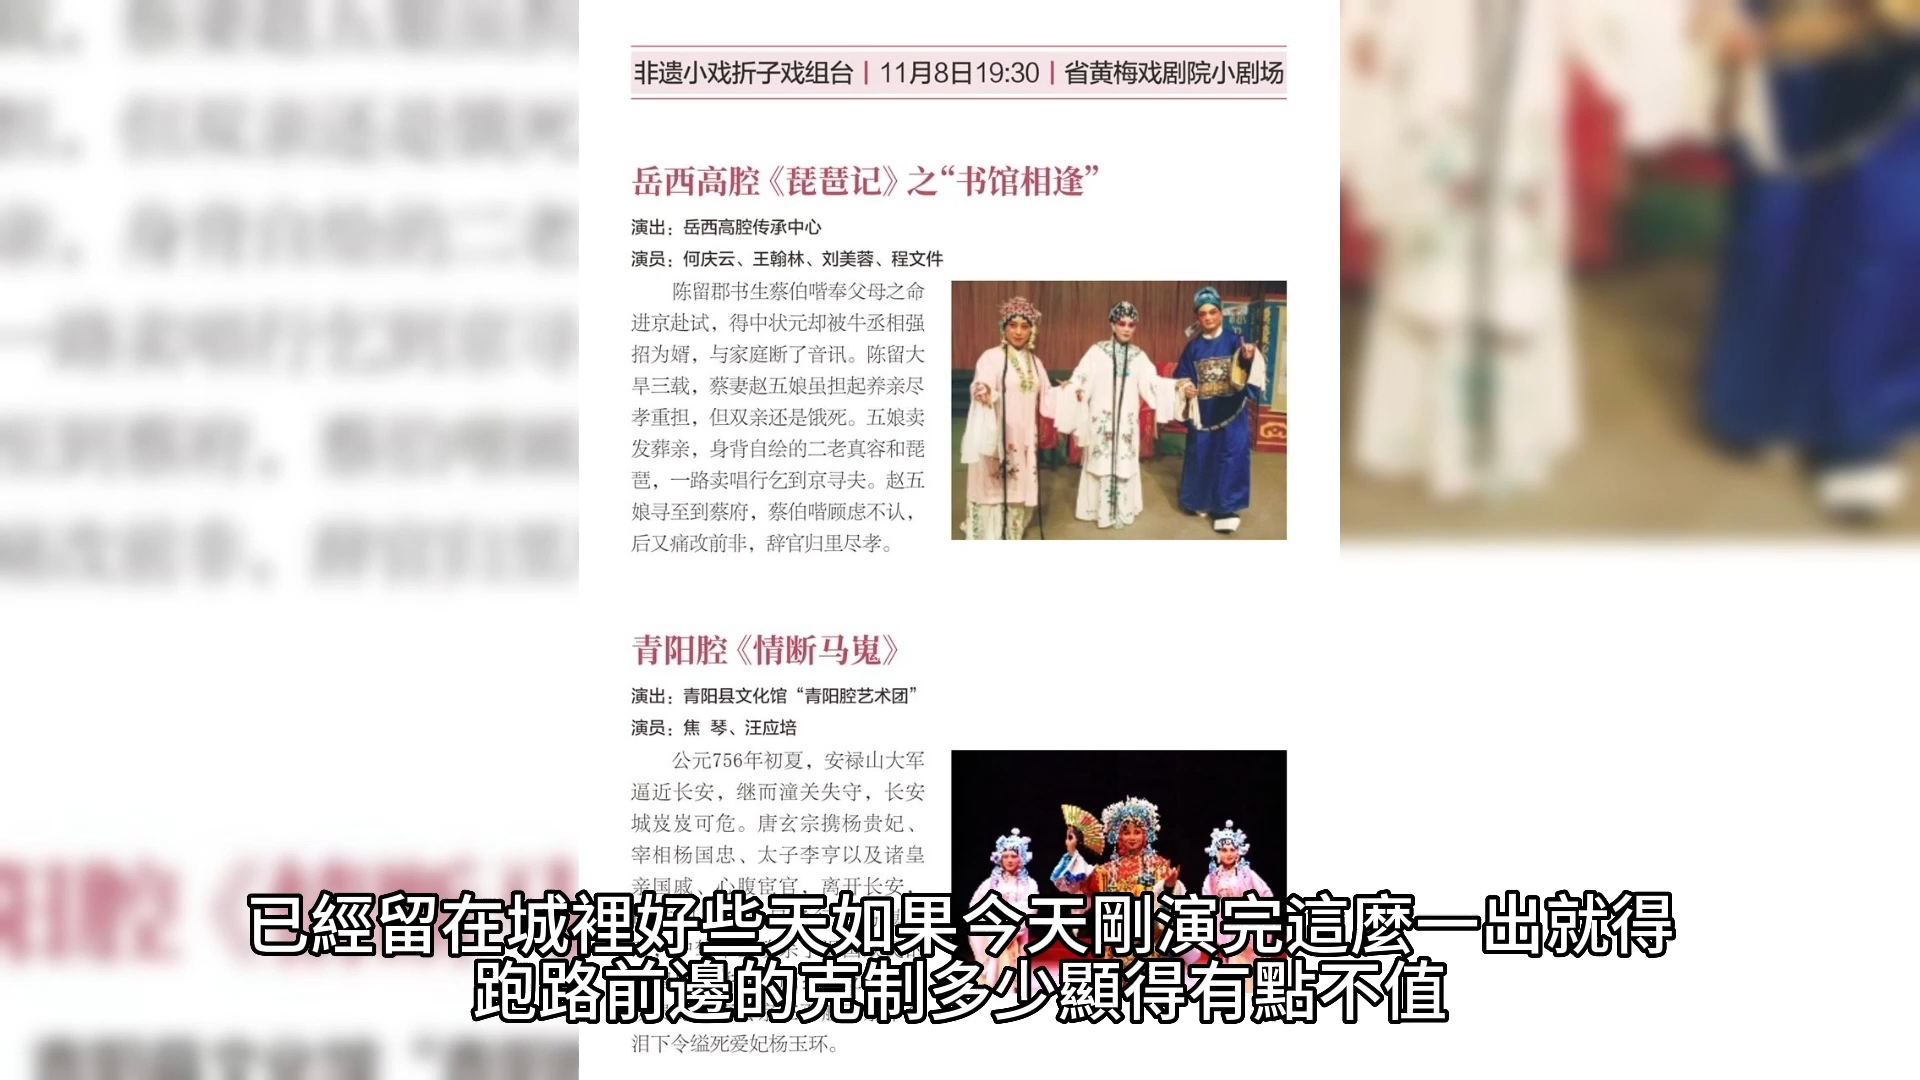 非遗小戏折子戏组台|11月8日19:30|省黄梅戏剧院小剧场
岳西高腔《琵琶记》之“书馆相逢”
演出：岳西高腔传承中心
演员：何庆云、王翰林、刘美蓉、程文件
陈留郡书生蔡伯喈奉父母之命
进京赴试，得中状元却被牛丞相强
招为婿，与家庭断了音讯。陈留大
旱三载，蔡妻赵五娘虽担起养亲尽
孝重担，但双亲还是饿死。五娘卖
发葬亲，身背自绘的二老真容和琵
琶，一路卖唱行乞到京寻夫。赵五
娘寻至到蔡府，蔡伯喈顾虑不认，
后又痛改前非，辞官归里尽孝。
青阳腔《情断马嵬》
演出：青阳县文化馆“青阳腔艺术团”
演员：焦 琴、汪应培
公元756年初夏，安禄山大军
逼近长安，继而潼关失守，长安
城岌岌可危。唐玄宗携杨贵妃、
宰相杨国忠、太子李亨以及诸皇
亲国戚、心腹宦官，离开长安，
已經留在城裡好些天如果今天剛演完這麼一出就得
跑路前邊的克制多少顯得有點不值
泪下令缢死爱妃杨玉环。